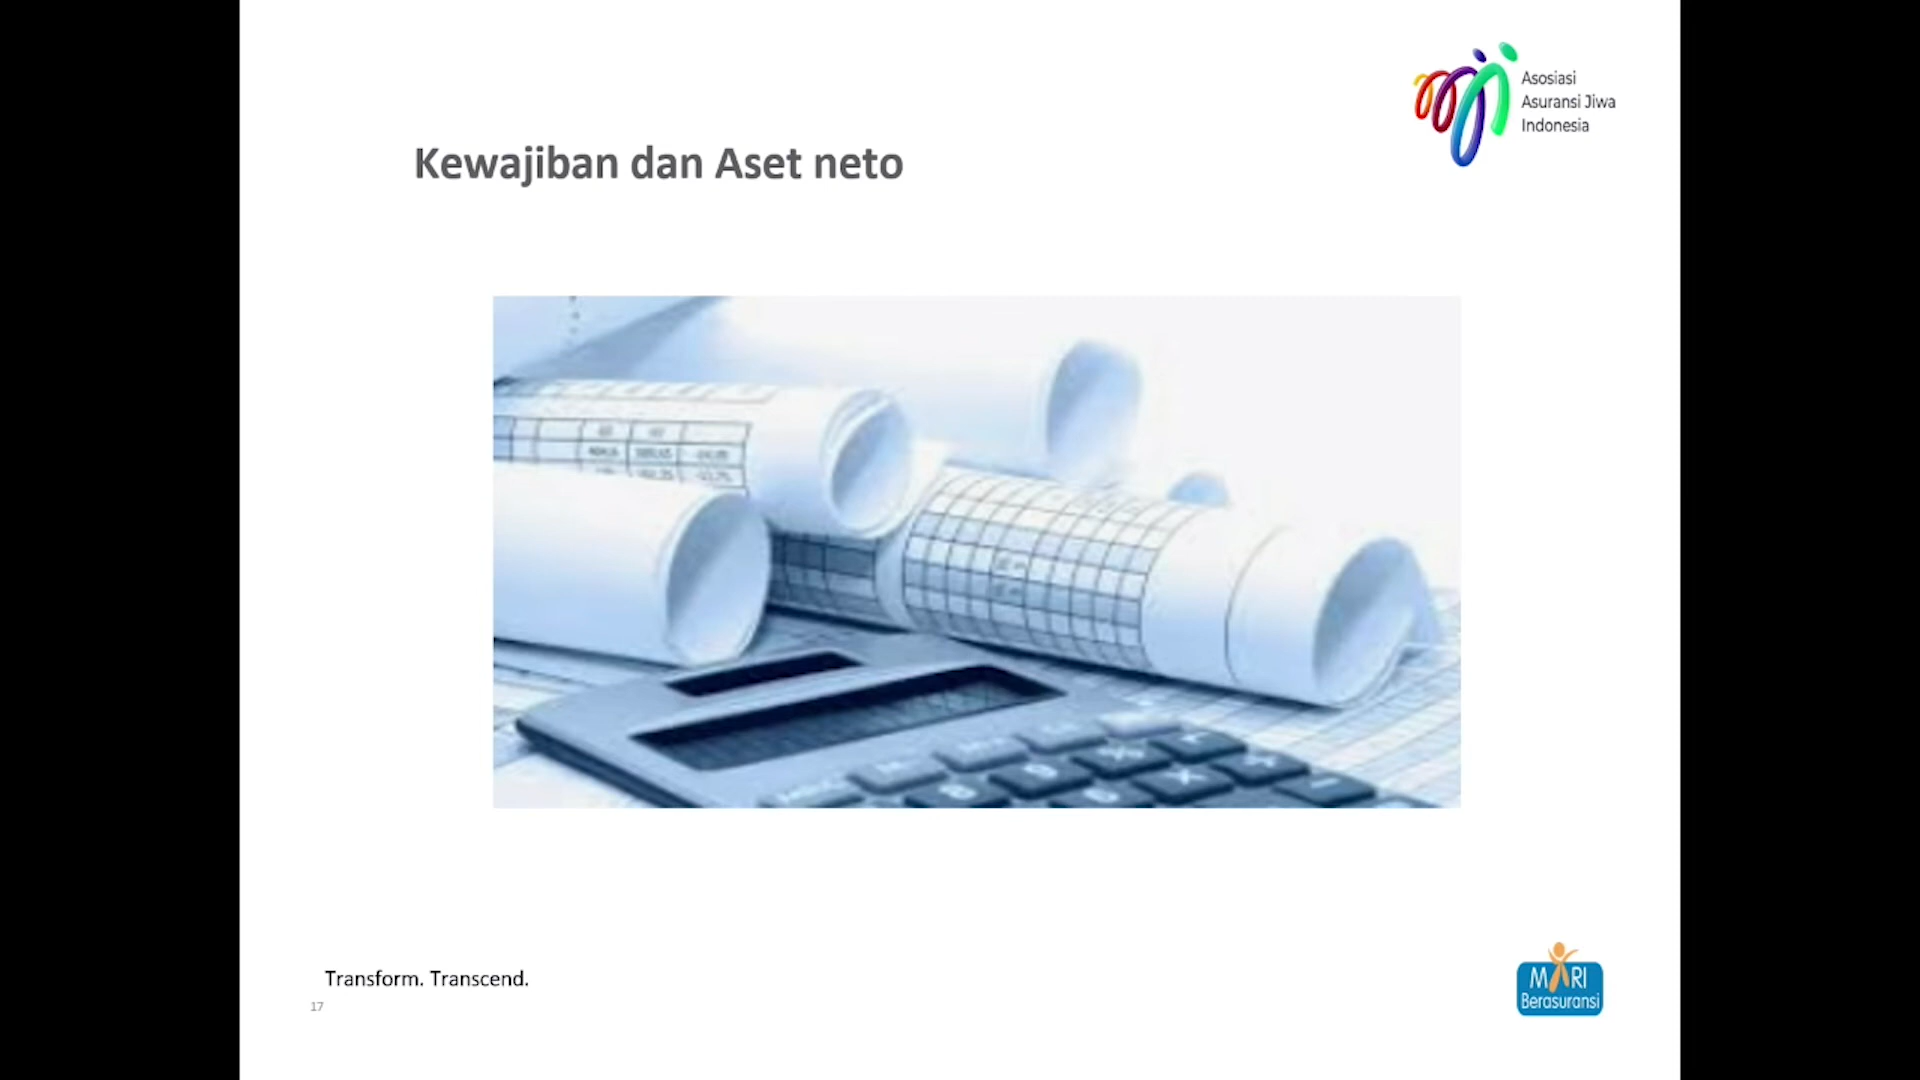 Asosiasi
Asuransi Jiwa
Indonesia
Kewajiban dan Aset neto
Transform. Transcend.
17
MARI
Berasuransi